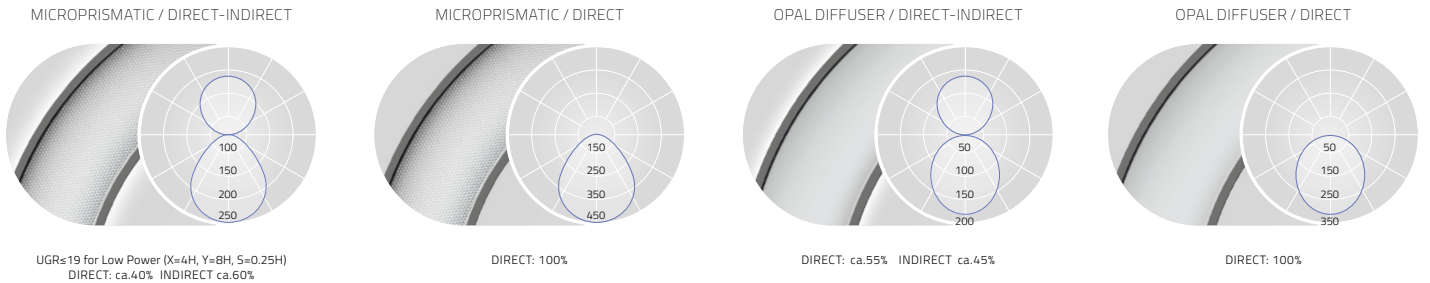 MICROPRISMATIC / DIRECT-INDIRECT
100
150
200
250
UGR≤19 for Low Power (X=4H, Y=8H, S=0.25H)
DIRECT: ca.40% INDIRECT ca.60%
MICROPRISMATIC / DIRECT
150
250
350
450
DIRECT: 100%
OPAL DIFFUSER / DIRECT-INDIRECT
50
100
150
200
DIRECT: ca.55% INDIRECT ca.45%
OPAL DIFFUSER / DIRECT
50
150
250
350
DIRECT: 100%